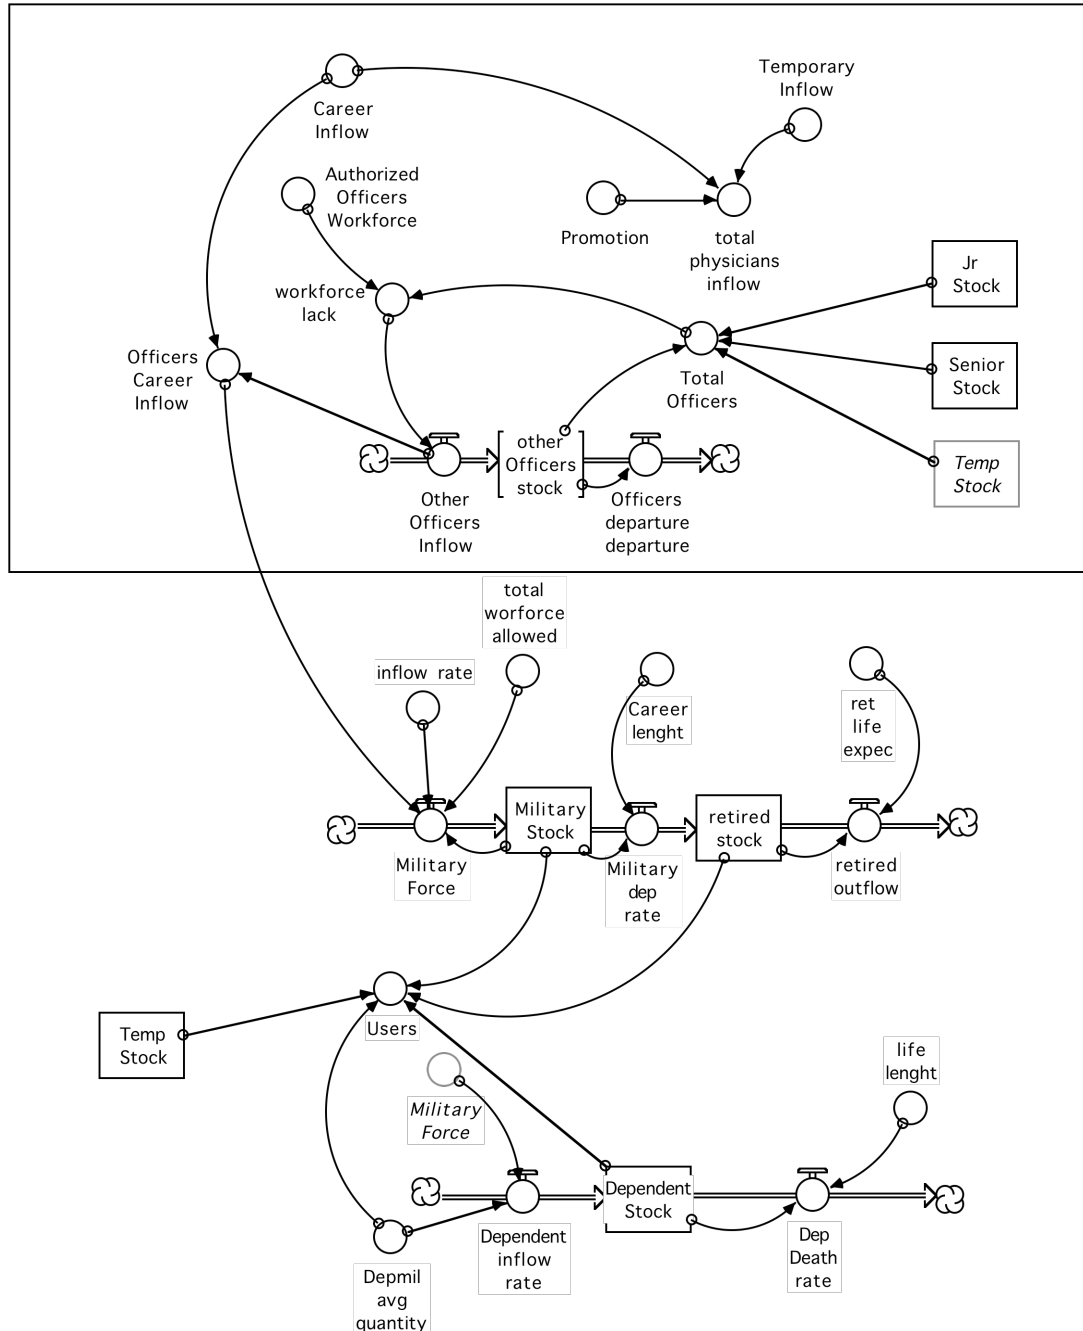 Temporary
Inflow
Career
Inflow
Authorized
Officers
Workforce
Promotion
total
physicians
inflow
Jr
Stock
workforce
lack
Officers
Career
Inflow
Total
Officers
Senior
Stock
other
Officers
stock
Temp
Stock
Other
Officers
Inflow
Officers
departure
departure
total
worforce
allowed
inflow rate
Career
lenght
ret
life
expec
Military
Stock
retired
stock
Military
Force
Military
dep
rate
retired
outflow
Users
Temp
Stock
life
lenght
Military
Force
Dependent
Stock
Dependent
inflow
rate
Dep
Death
rate
Depmil
avg
quantity